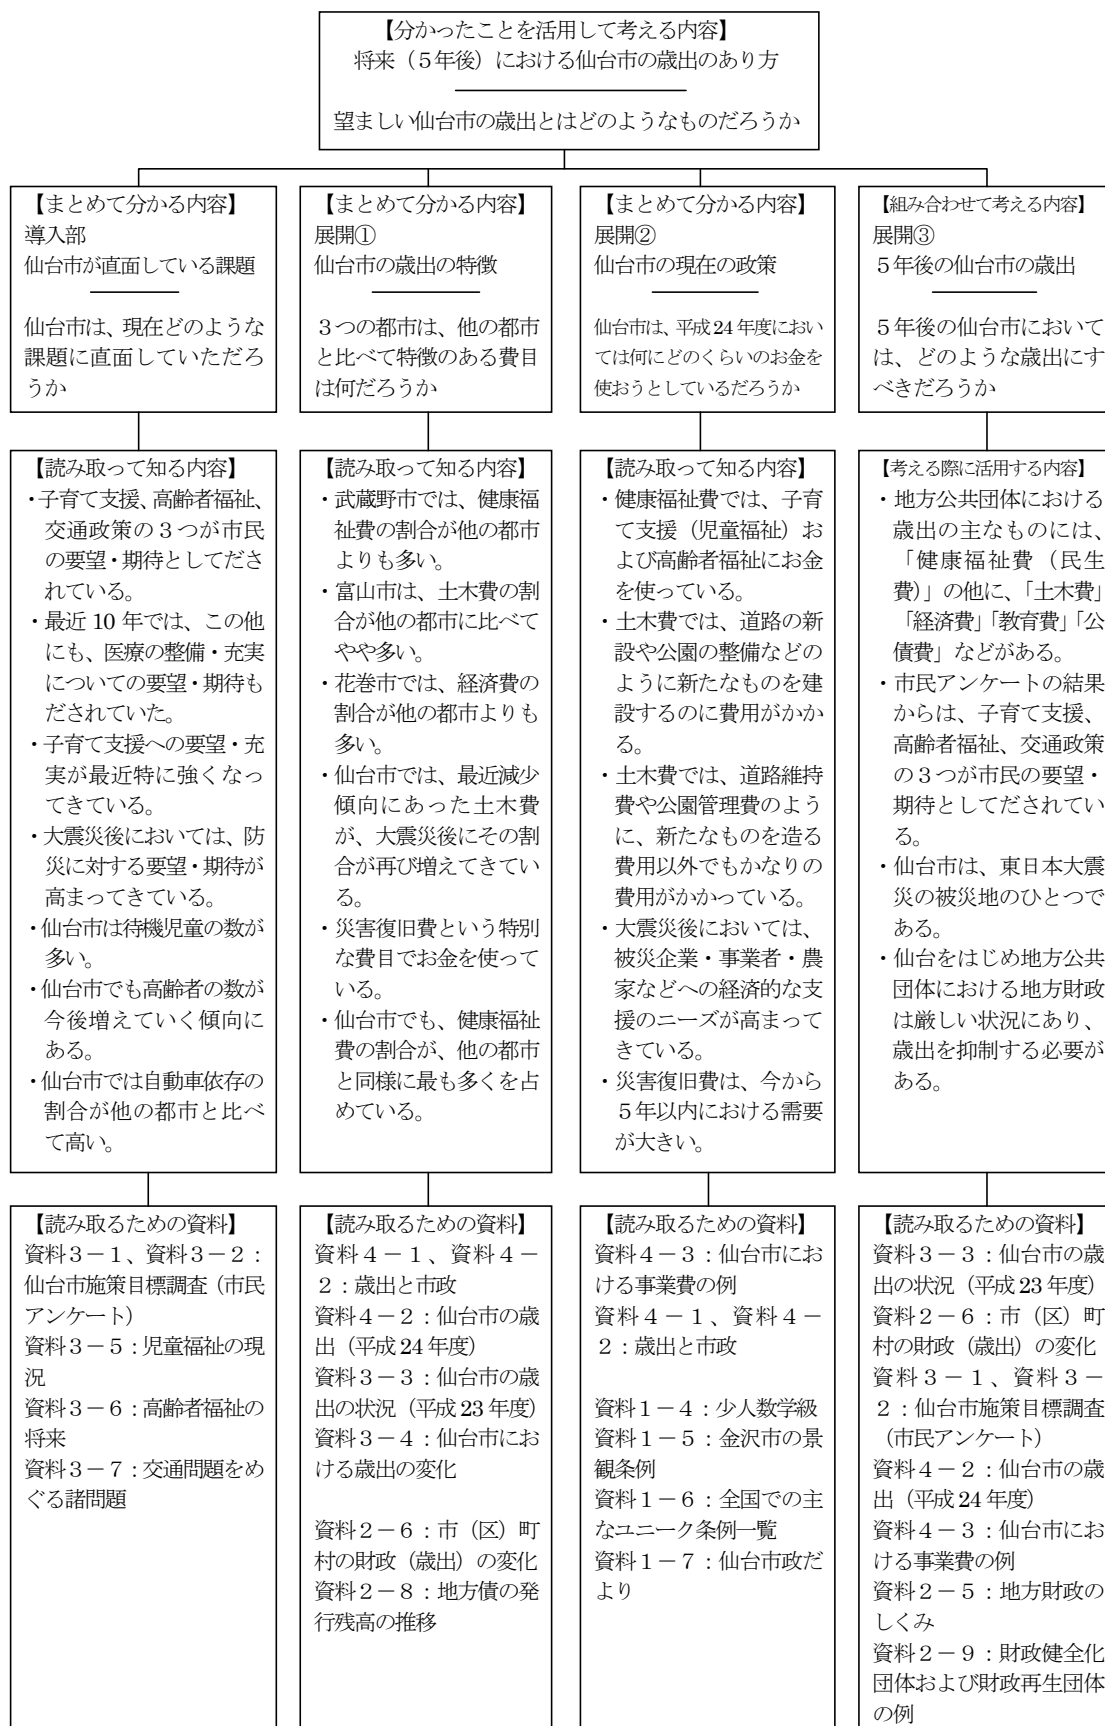 【分かったことを活用して考える内容】
将来（５年後）における仙台市の歳出のあり方
望ましい仙台市の歳出とはどのようなものだろうか
【まとめて分かる内容】
導入部
仙台市が直面している課題
仙台市は、現在どのような
課題に直面していただろ
うか
【まとめて分かる内容】
展開①
仙台市の歳出の特徴
３つの都市は、他の都市
と比べて特徴のある費目
は何だろうか
【まとめて分かる内容】
展開②
仙台市の現在の政策
仙台市は、平成24年度におい
ては何にどのくらいのお金を
使おうとしているだろうか
【組み合わせて考える内容】
展開③
５年後の仙台市の歳出
５年後の仙台市において
は、どのような歳出にす
べきだろうか
【読み取って知る内容】
・子育て支援、高齢者福祉、
交通政策の３つが市民
の要望・期待としてださ
れている。
・最近10年では、この他
にも、医療の整備・充実
についての要望・期待も
だされていた。
・子育て支援への要望・充
実が最近特に強くなっ
てきている。
・大震災後においては、防
災に対する要望・期待が
高まってきている。
・仙台市は待機児童の数が
多い。
・仙台市でも高齢者の数が
今後増えていく傾向に
ある。
・仙台市では自動車依存の
割合が他の都市と比べ
て高い。
【読み取って知る内容】
・武蔵野市では、健康福
祉費の割合が他の都市
よりも多い。
・富山市は、土木費の割
合が他の都市に比べて
やや多い。
・花巻市では、経済費の
割合が他の都市よりも
多い。
・仙台市では、最近減少
傾向にあった土木費
が、大震災後にその割
合が再び増えてきてい
る。
・災害復旧費という特別
な費目でお金を使って
いる。
・仙台市でも、健康福祉
費の割合が、他の都市
と同様に最も多くを占
めている。
【読み取って知る内容】
・健康福祉費では、子育
て支援（児童福祉）お
よび高齢者福祉にお金
を使っている。
・土木費では、道路の新
設や公園の整備などの
ように新たなものを建
設するのに費用がかか
る。
・土木費では、道路維持
費や公園管理費のよう
に、新たなものを造る
費用以外でもかなりの
費用がかかっている。
・大震災後においては、
被災企業・事業者・農
家などへの経済的な支
援のニーズが高まって
きている。
・災害復旧費は、今から
５年以内における需要
が大きい。
【考える際に活用する内容】
・地方公共団体における
歳出の主なものには、
「健康福祉費（民生
費）」の他に、「土木費」
「経済費」「教育費」「公
債費」などがある。
・市民アンケートの結果
からは、子育て支援、
高齢者福祉、交通政策
の３つが市民の要望・
期待としてだされてい
る。
・仙台市は、東日本大震
災の被災地のひとつで
ある。
・仙台をはじめ地方公共
団体における地方財政
は厳しい状況にあり、
歳出を抑制する必要が
ある。
【読み取るための資料】
資料３－１、資料３－２：
仙台市施策目標調査（市民
アンケート）
資料３－５：児童福祉の現
況
資料３－６：高齢者福祉の
将来
資料３－７：交通問題をめ
ぐる諸問題
【読み取るための資料】
資料４－１、資料４－
２：歳出と市政
資料４－２：仙台市の歳
出（平成24年度）
資料３－３：仙台市の歳
出の状況（平成23年度）
資料３－４：仙台市にお
ける歳出の変化
資料２－６：市（区）町
村の財政（歳出）の変化
資料２－８：地方債の発
行残高の推移
【読み取るための資料】
資料４－３：仙台市にお
ける事業費の例
資料４－１、資料４－
２：歳出と市政
資料１－４：少人数学級
資料１－５：金沢市の景
観条例
資料１－６：全国での主
なユニーク条例一覧
資料１－７：仙台市政だ
より
【読み取るための資料】
資料３－３：仙台市の歳
出の状況（平成23年度）
資料２－６：市（区）町
村の財政（歳出）の変化
資料３－１、資料３－
２：仙台市施策目標調査
（市民アンケート）
資料４－２：仙台市の歳
出（平成24年度）
資料４－３：仙台市にお
ける事業費の例
資料２－５：地方財政の
しくみ
資料２－９：財政健全化
団体および財政再生団体
の例